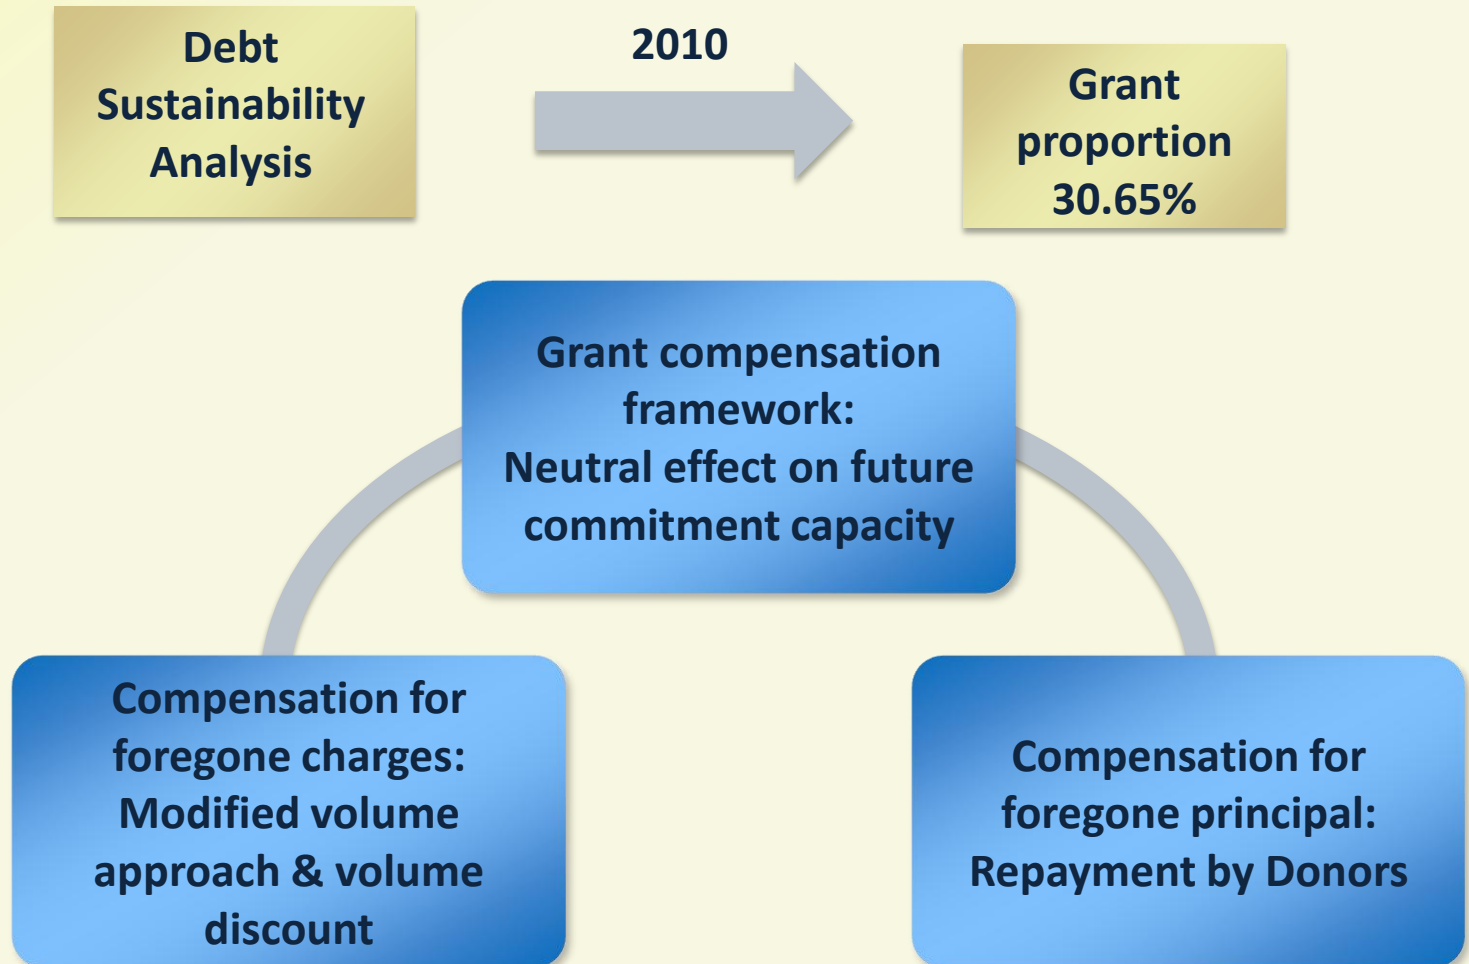 Debt
Sustainability
Analysis
2010
Grant
proportion
30.65%
Grant compensation
framework:
Neutral effect on future
commitment capacity
Compensation for
foregone charges:
Modified volume
approach & volume
discount
Compensation for
foregone principal:
Repayment by Donors